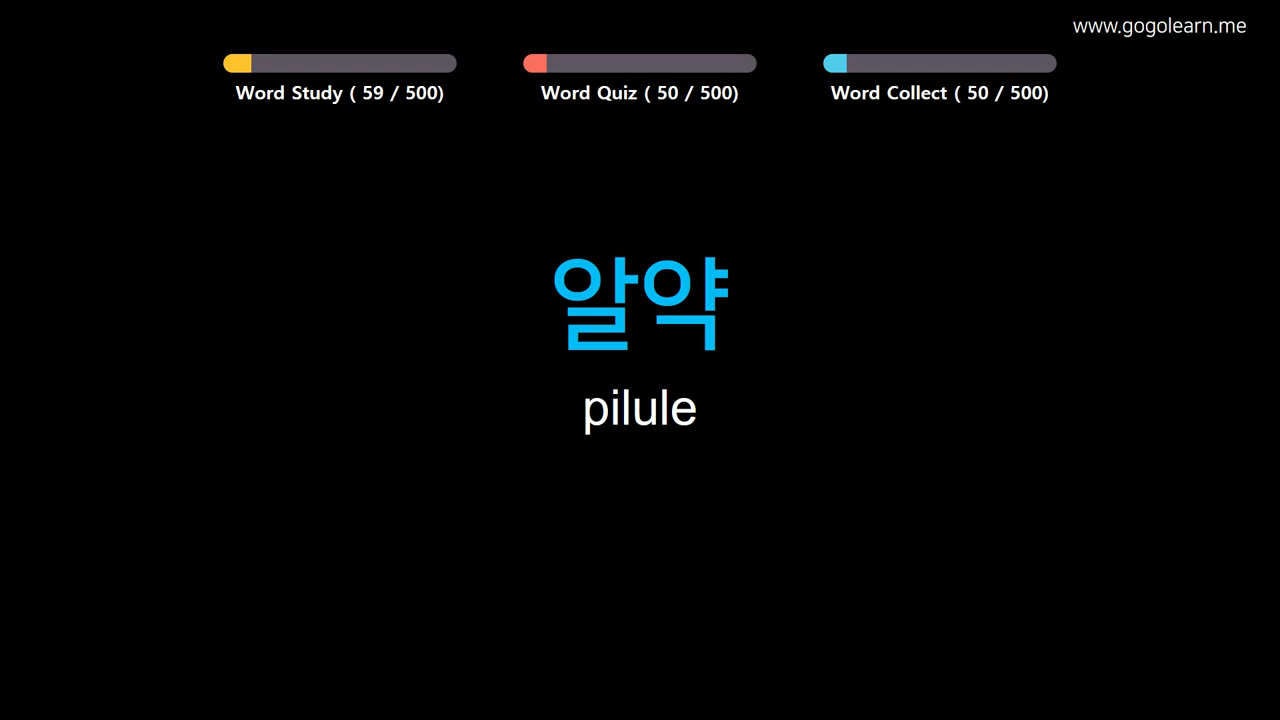 www.gogolearn.me
Word Study ( 59 / 500)
Word Quiz ( 50 / 500)
Word Collect ( 50 / 500)
알약
pilule